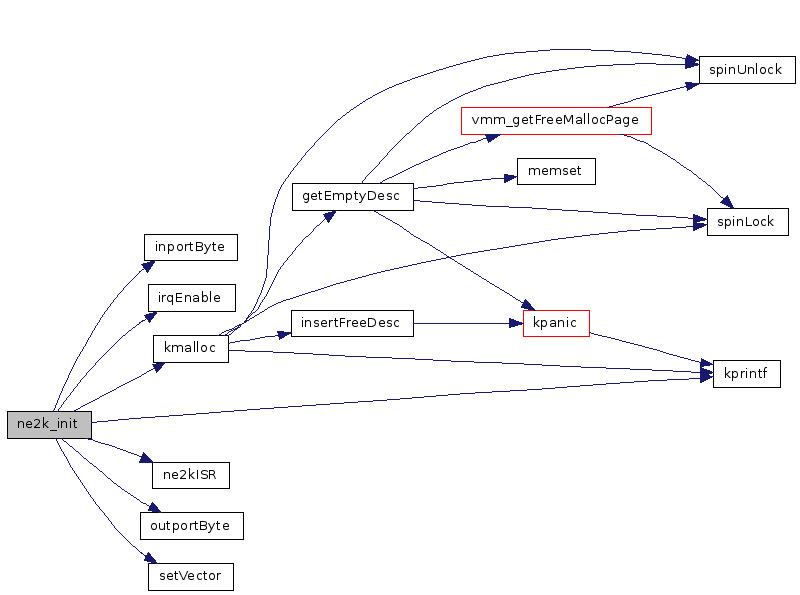 spinUnlock
vmm_getFreeMallocPage
memset
getEmptyDesc
spinLock
inportByte
irqEnable
insertFreeDesc
kpanic
kmalloc
kprintf
ne2k_init
ne2kISR
outportByte
setVector